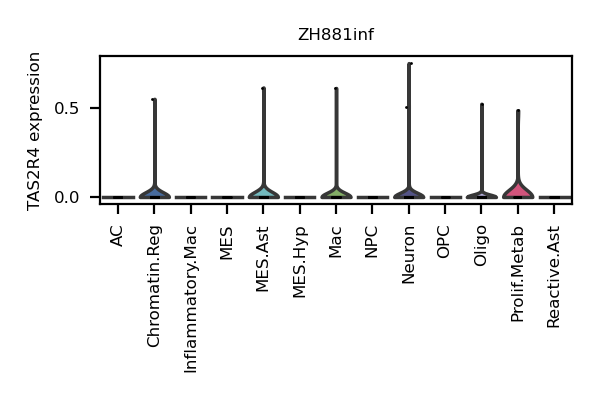 ZH881inf
TAS2R4 expression
0.5
0.0
AC
Chromatin.Reg
Inflammatory.Mac
MES
MES.Ast
MES.Hyp
Mac
NPC
Neuron
OPC
Oligo
Prolif.Metab
Reactive.Ast